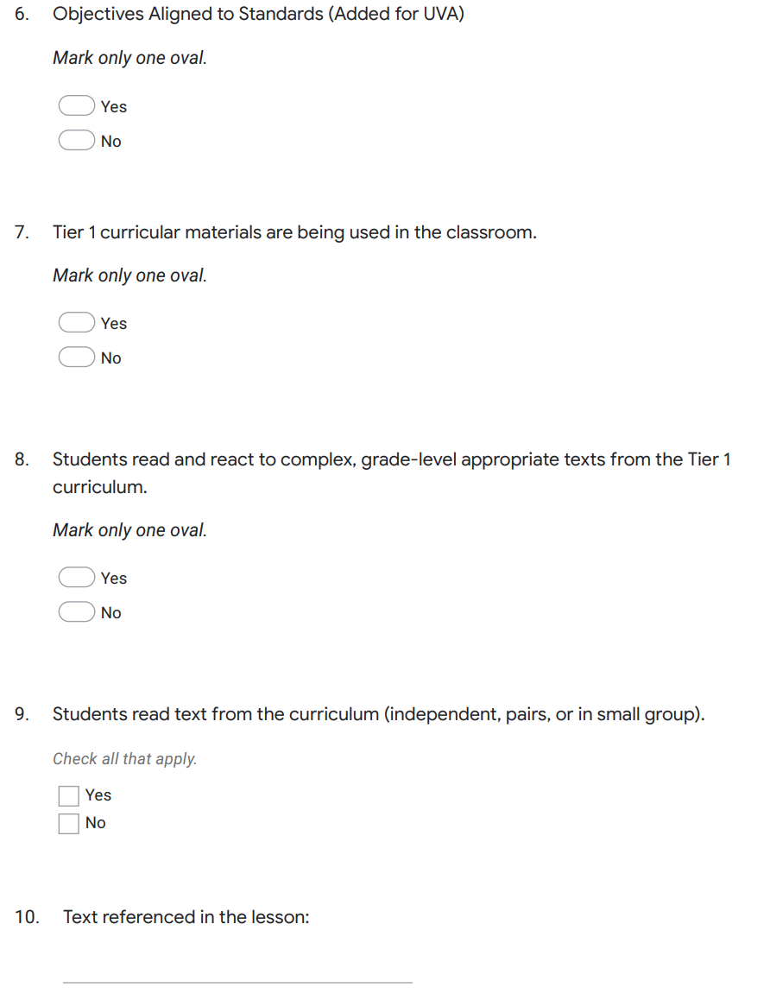 6. Objectives Aligned to Standards (Added for UVA)
Mark only one oval.
Yes
No
7. Tier 1 curricular materials are being used in the classroom.
Mark only one oval.
Yes
No
8. Students read and react to complex, grade-level appropriate texts from the Tier 1
curriculum.
Mark only one oval.
Yes
No
9. Students read text from the curriculum (independent, pairs, or in small group).
Check all that apply.
Yes
No
10. Text referenced in the lesson: